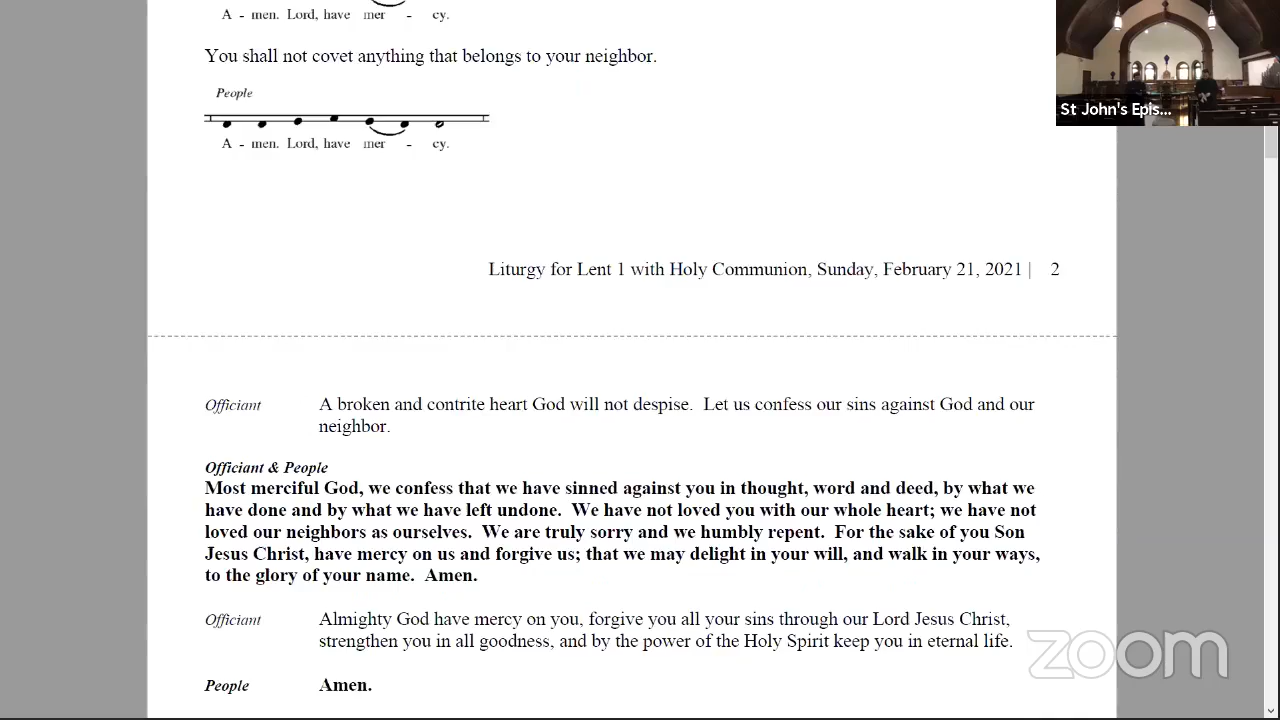 A - men. Lord, have mer - cy.
You shall not covet anything that belongs to your neighbor.
People
A - men. Lord, have mer - cy.
St John's Epis...
Liturgy for Lent 1 with Holy Communion, Sunday, February 21, 2021 | 2
Officiant A broken and contrite heart God will not despise. Let us confess our sins against God and our
neighbor.
Officiant & People
Most merciful God, we confess that we have sinned against you in thought, word and deed, by what we
have done and by what we have left undone. We have not loved you with our whole heart; we have not
loved our neighbors as ourselves. We are truly sorry and we humbly repent. For the sake of you Son
Jesus Christ, have mercy on us and forgive us; that we may delight in your will, and walk in your ways,
to the glory of your name. Amen.
Officiant Almighty God have mercy on you, forgive you all your sins through our Lord Jesus Christ,
strengthen you in all goodness, and by the power of the Holy Spirit keep you in eternal life.
People Amen.
zoom